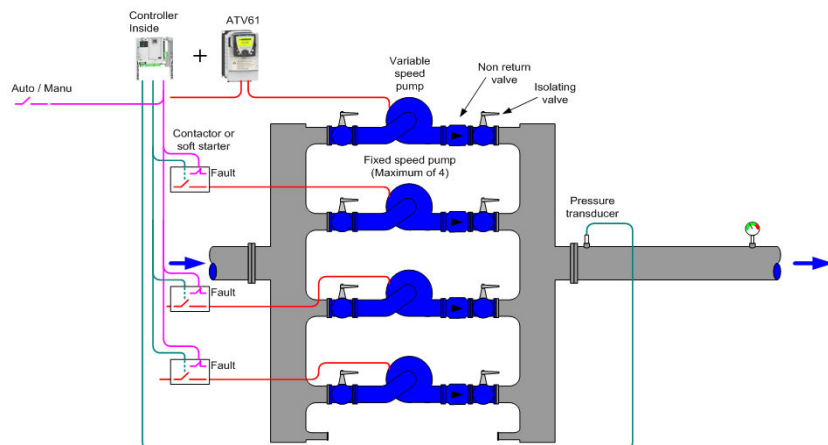 Controller
Inside
+
ATV61
Auto / Manu
Variable
speed
pump
Non return
valve
Isolating
valve
Contactor or
soft starter
Fault
Fixed speed pump
(Maximum of 4)
Pressure
transducer
Fault
Fault